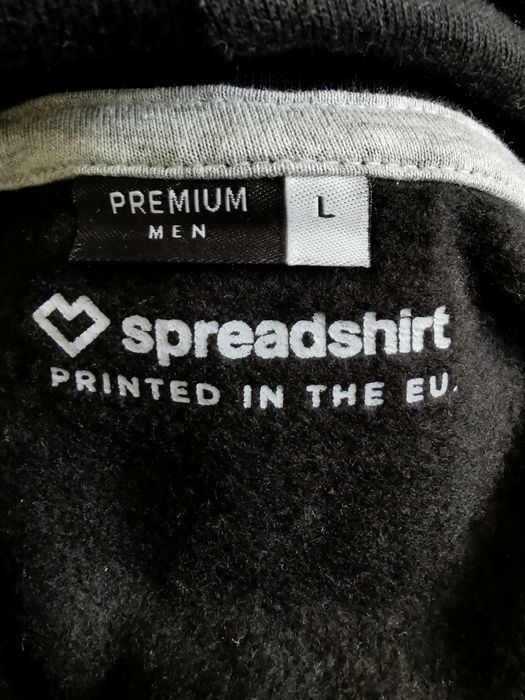 PREMIUM
MEN
L
spreadshirt
PRINTED IN THE EU.